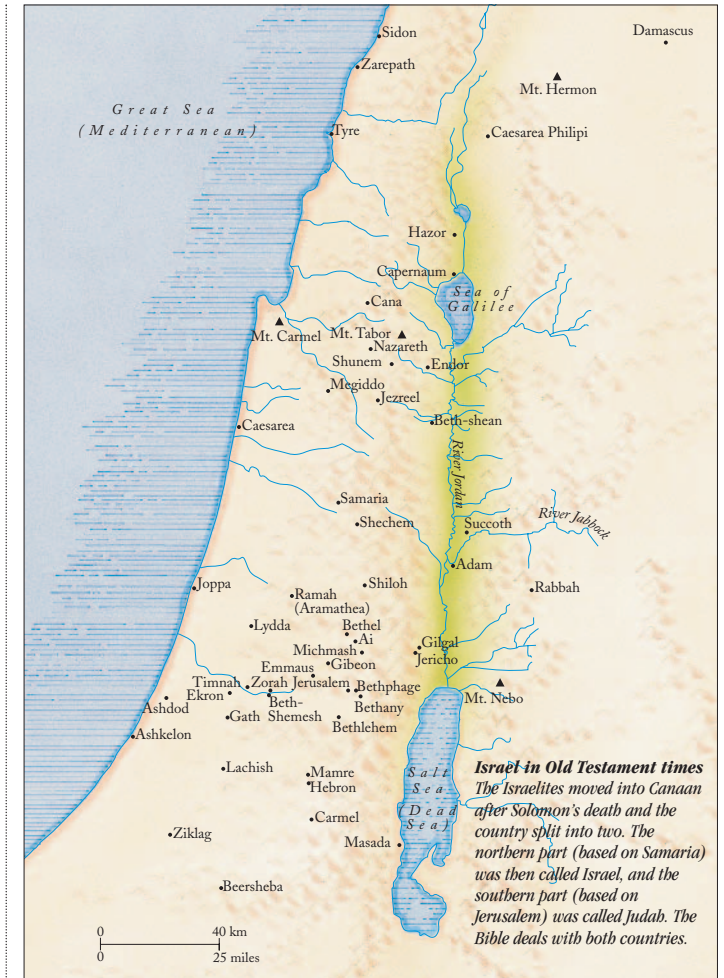 Sidon
Damascus
Zarepath
Mt. Hermon
Great Sea
(Mediterranean)
Tyre
Caesarea Philipi
Hazor
Capernaum
Sea of
Galilee
Cana
Mt. Carmel
Mt. Tabor
Nazareth
Shunem
Endor
Megiddo
Jezreel
Caesarea
Beth-shean
River Jordan
Samaria
Shechem
Succoth
River Jabbock
Adam
Joppa
Shiloh
Rabbah
Ramah
(Aramathea)
Lydda
Bethel
Ai
Gilgal
Michmash
Jericho
Gibeon
Emmaus
Timnah
Zorah
Jerusalem
Bethphage
Mt. Nebo
Ekron
Beth-
Shemesh
Bethany
Ashdod
Gath
Bethlehem
Ashkelon
Lachish
Mamre
Hebron
Salt
Sea
(Dead
Sea)
Carmel
Ziklag
Masada
Beersheba
Israel in Old Testament times
The Israelites moved into Canaan
after Solomon's death and the
country split into two. The
northern part (based on Samaria)
was then called Israel, and the
southern part (based on
Jerusalem) was called Judah. The
Bible deals with both countries.
0 40 km
0 25 miles